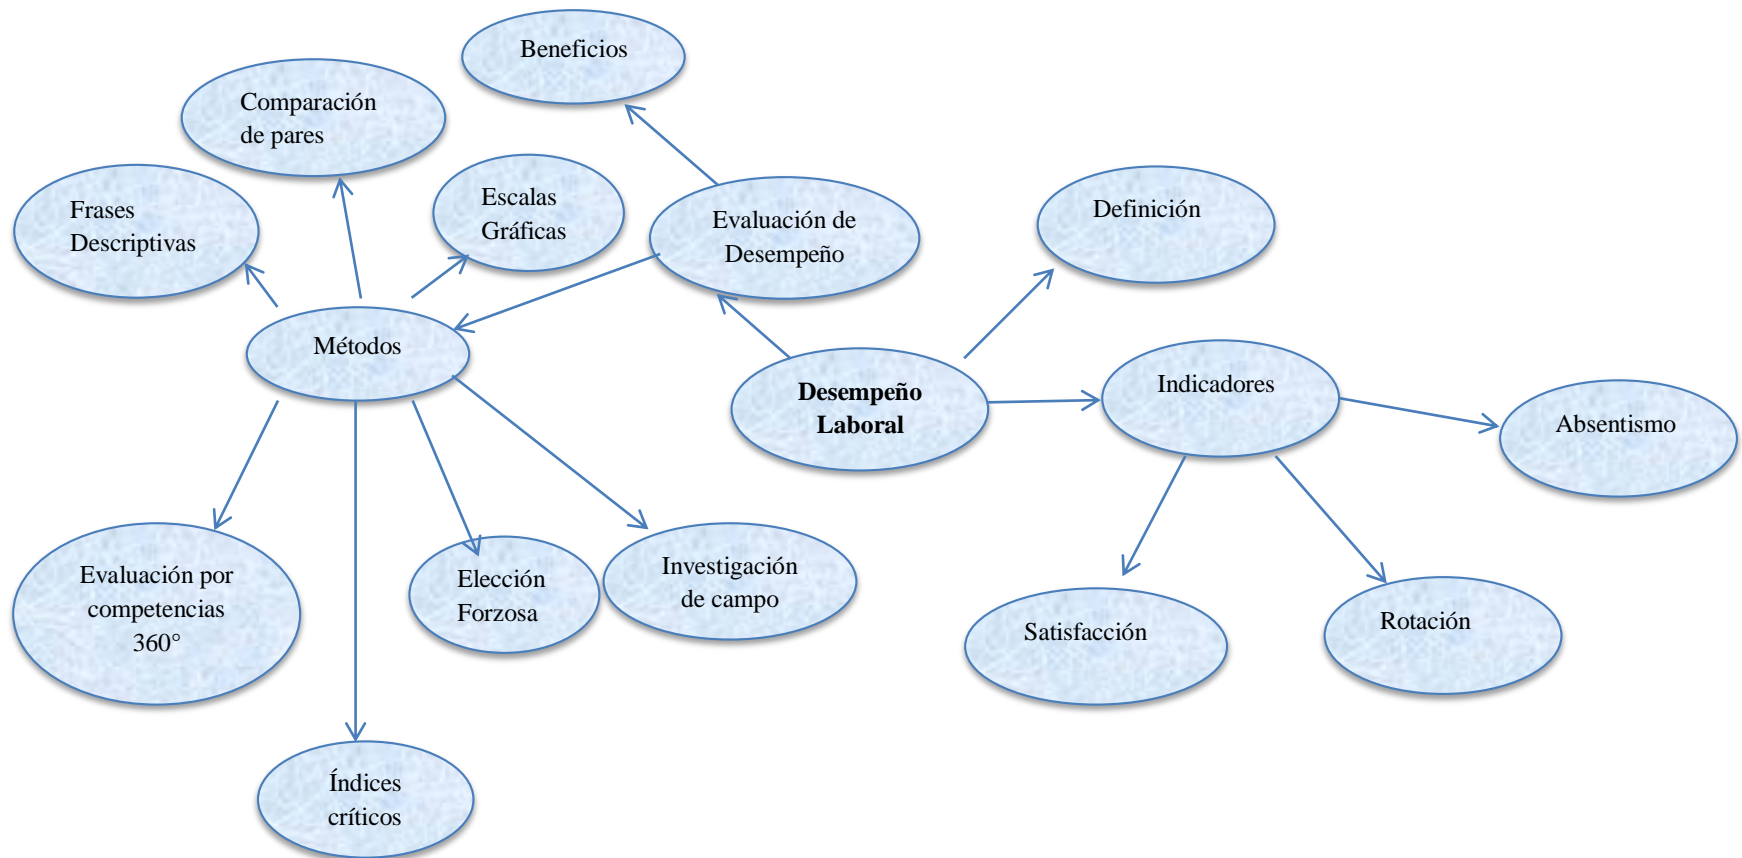 Beneficios
Comparación
de pares
Escalas
Gráficas
Frases
Descriptivas
Evaluación de
Desempeño
Definición
Métodos
Desempeño
Laboral
Indicadores
Absentismo
Evaluación por
competencias
360°
Elección
Forzosa
Investigación
de campo
Satisfacción
Rotación
Índices
críticos